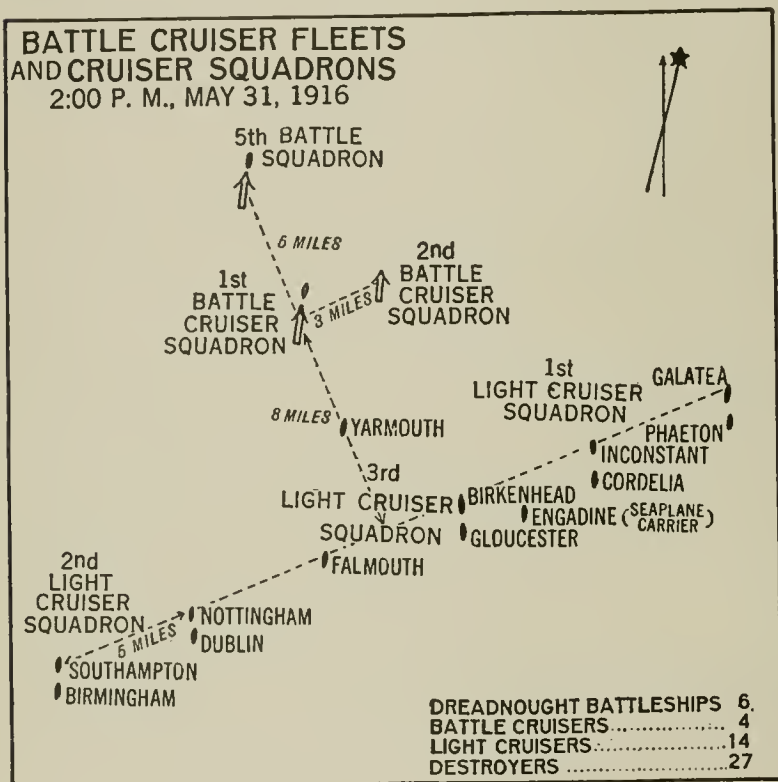 BATTLE CRUISER FLEETS
AND CRUISER SQUADRONS
2:00 P. M., MAY 31, 1916
5th BATTLE
SQUADRON
5 MILES
1st
BATTLE
CRUISER
SQUADRON
2nd
BATTLE
CRUISER
SQUADRON
3 MILES
8 MILES
YARMOUTH
1st
LIGHT CRUISER
SQUADRON
GALATEA
PHAETON
INCONSTANT
CORDELIA
3rd
LIGHT CRUISER
SQUADRON
BIRKENHEAD
ENGADINE (SEAPLANE
CARRIER)
GLOUCESTER
FALMOUTH
2nd
LIGHT
CRUISER
SQUADRON
5 MILES
NOTTINGHAM
DUBLIN
SOUTHAMPTON
BIRMINGHAM
DREADNOUGHT BATTLESHIPS 6.
BATTLE CRUISERS.............. 4
LIGHT CRUISERS................14
DESTROYERS ....................27